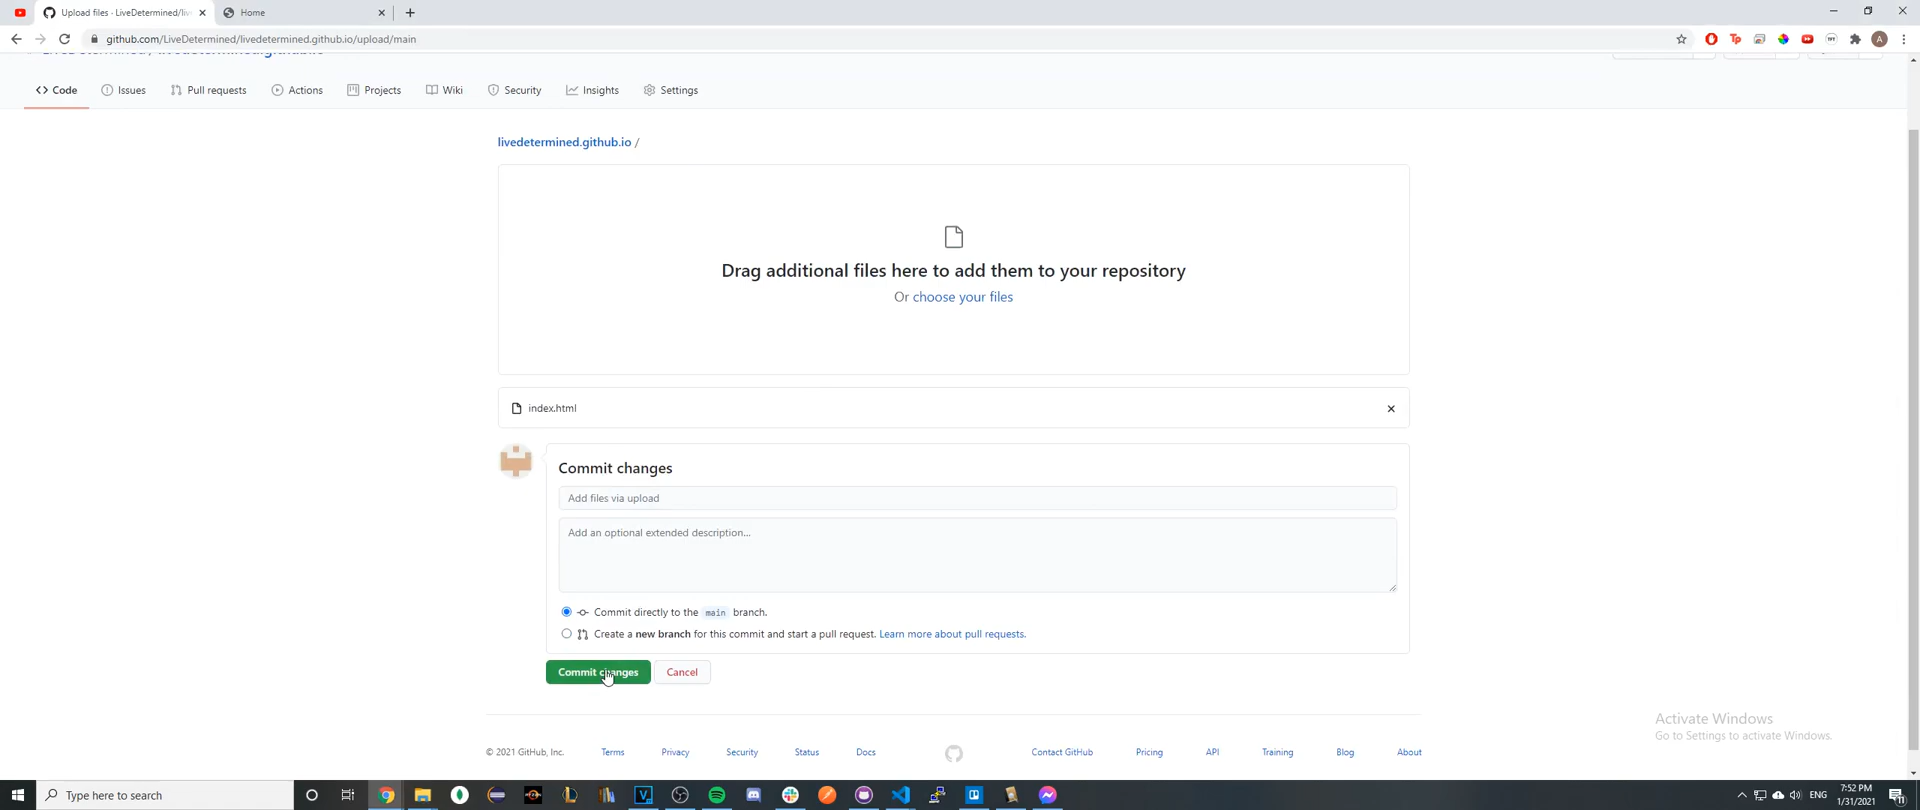 Upload files - LiveDetermined/liv
Home
github.com/LiveDetermined/livedetermined.github.io/upload/main
Code
Issues
Pull requests
Actions
Projects
Wiki
Security
Insights
Settings
livedetermined.github.io /
Drag additional files here to add them to your repository
Or choose your files
index.html
Commit changes
Add files via upload
Add an optional extended description...
Commit directly to the main branch.
Create a new branch for this commit and start a pull request. Learn more about pull requests.
Commit changes
Cancel
Activate Windows
Go to Settings to activate Windows.
© 2021 GitHub, Inc.
Terms
Privacy
Security
Status
Docs
Contact GitHub
Pricing
API
Training
Blog
About
Type here to search
ENG
7:52 PM
1/31/2021